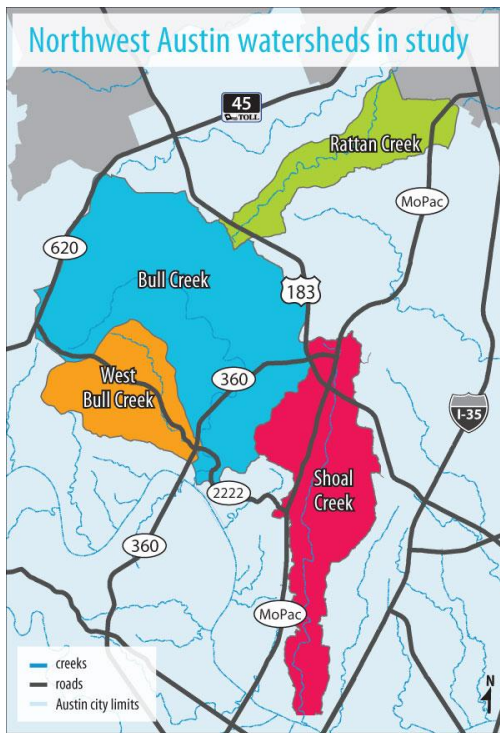 Northwest Austin watersheds in study
45
TOLL
Rattan Creek
MoPac
620
Bull Creek
183
West
Bull Creek
360
I-35
Shoal
Creek
2222
360
MoPac
creeks
roads
Austin city limits
N